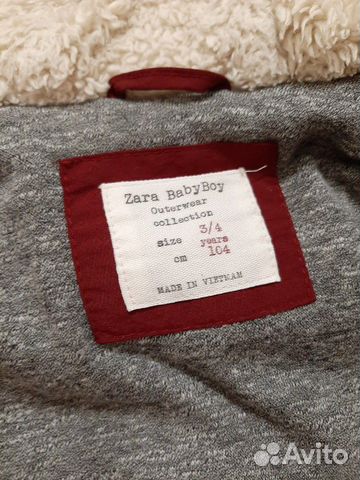 Zara BabyBoy
Outerwear
collection
size 3/4 years
cm 104
MADE IN VIETNAM
Avito